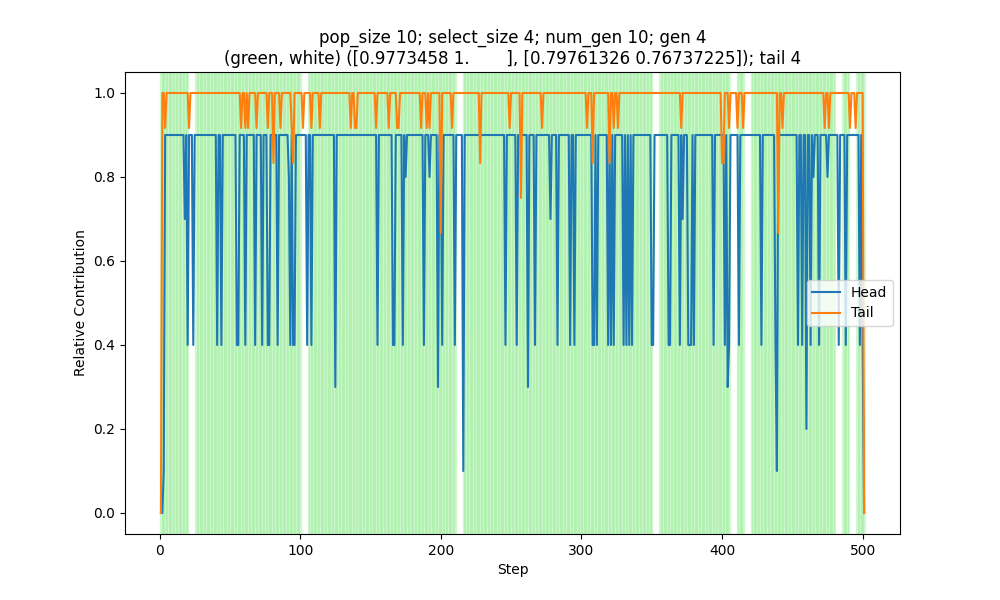 pop_size 10; select_size 4; num_gen 10; gen 4
(green, white) ([0.9773458 1.       ], [0.79761326 0.76737225]); tail 4
1.0
0.8
0.6
0.4
0.2
0.0
Relative Contribution
Head
Tail
0
100
200
300
400
500
Step